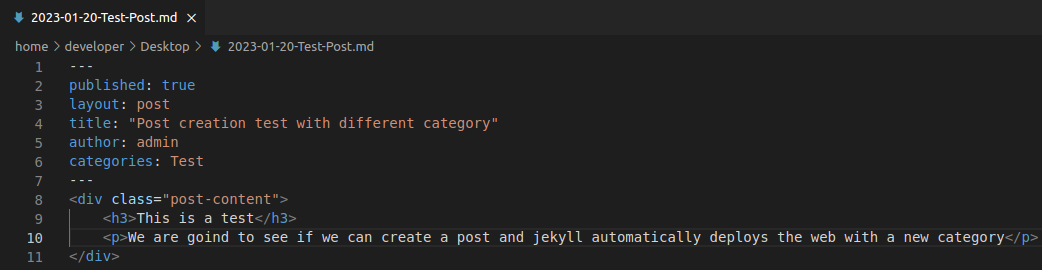 2023-01-20-Test-Post.md ×
home > developer > Desktop > 2023-01-20-Test-Post.md
1 ---
2 published: true
3 layout: post
4 title: "Post creation test with different category"
5 author: admin
6 categories: Test
7 ---
8 <div class="post-content">
9     <h3>This is a test</h3>
10     <p>We are goind to see if we can create a post and jekyll automatically deploys the web with a new category</p>
11 </div>